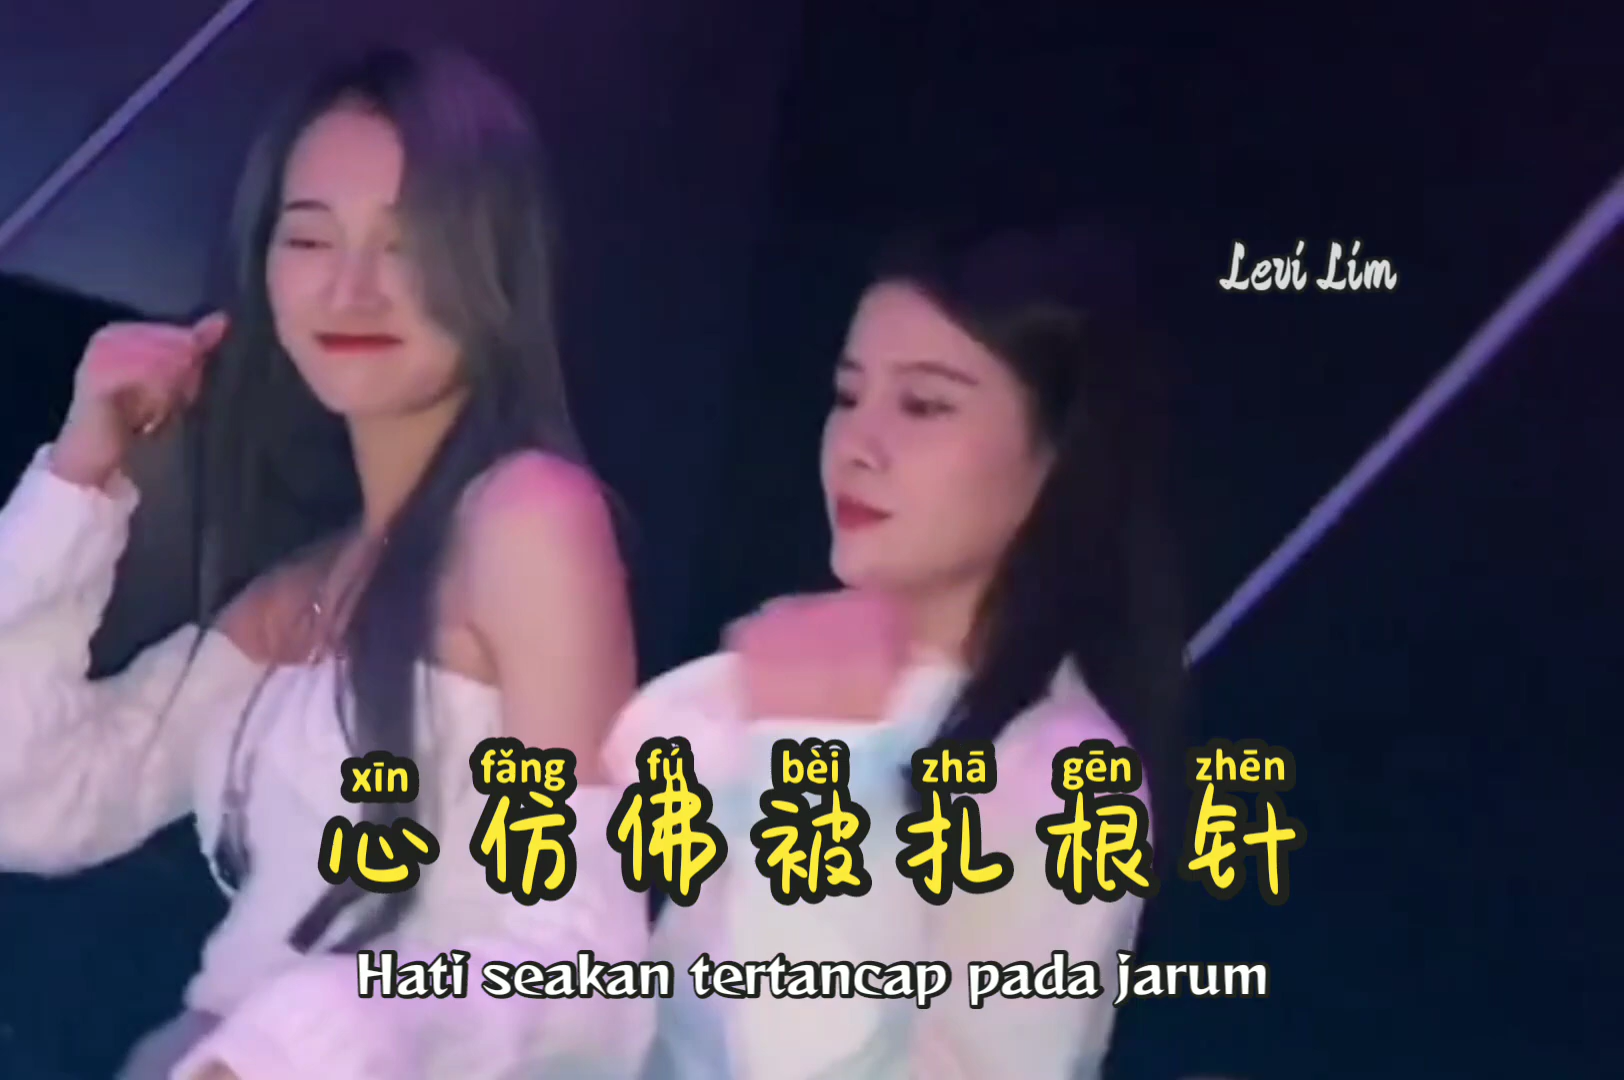 Levi Lim
xīn fǎng fú bèi zhā gēn zhēn
心仿佛被扎根针
Hati seakan tertancap pada jarum